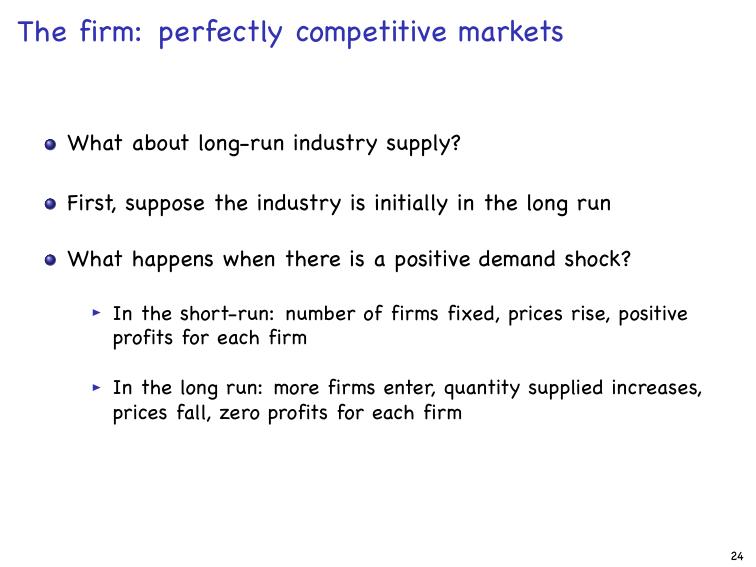 The firm: perfectly competitive markets
What about long-run industry supply?
First, suppose the industry is initially in the long run
What happens when there is a positive demand shock?
In the short-run: number of firms fixed, prices rise, positive
profits for each firm
In the long run: more firms enter, quantity supplied increases,
prices fall, zero profits for each firm
24